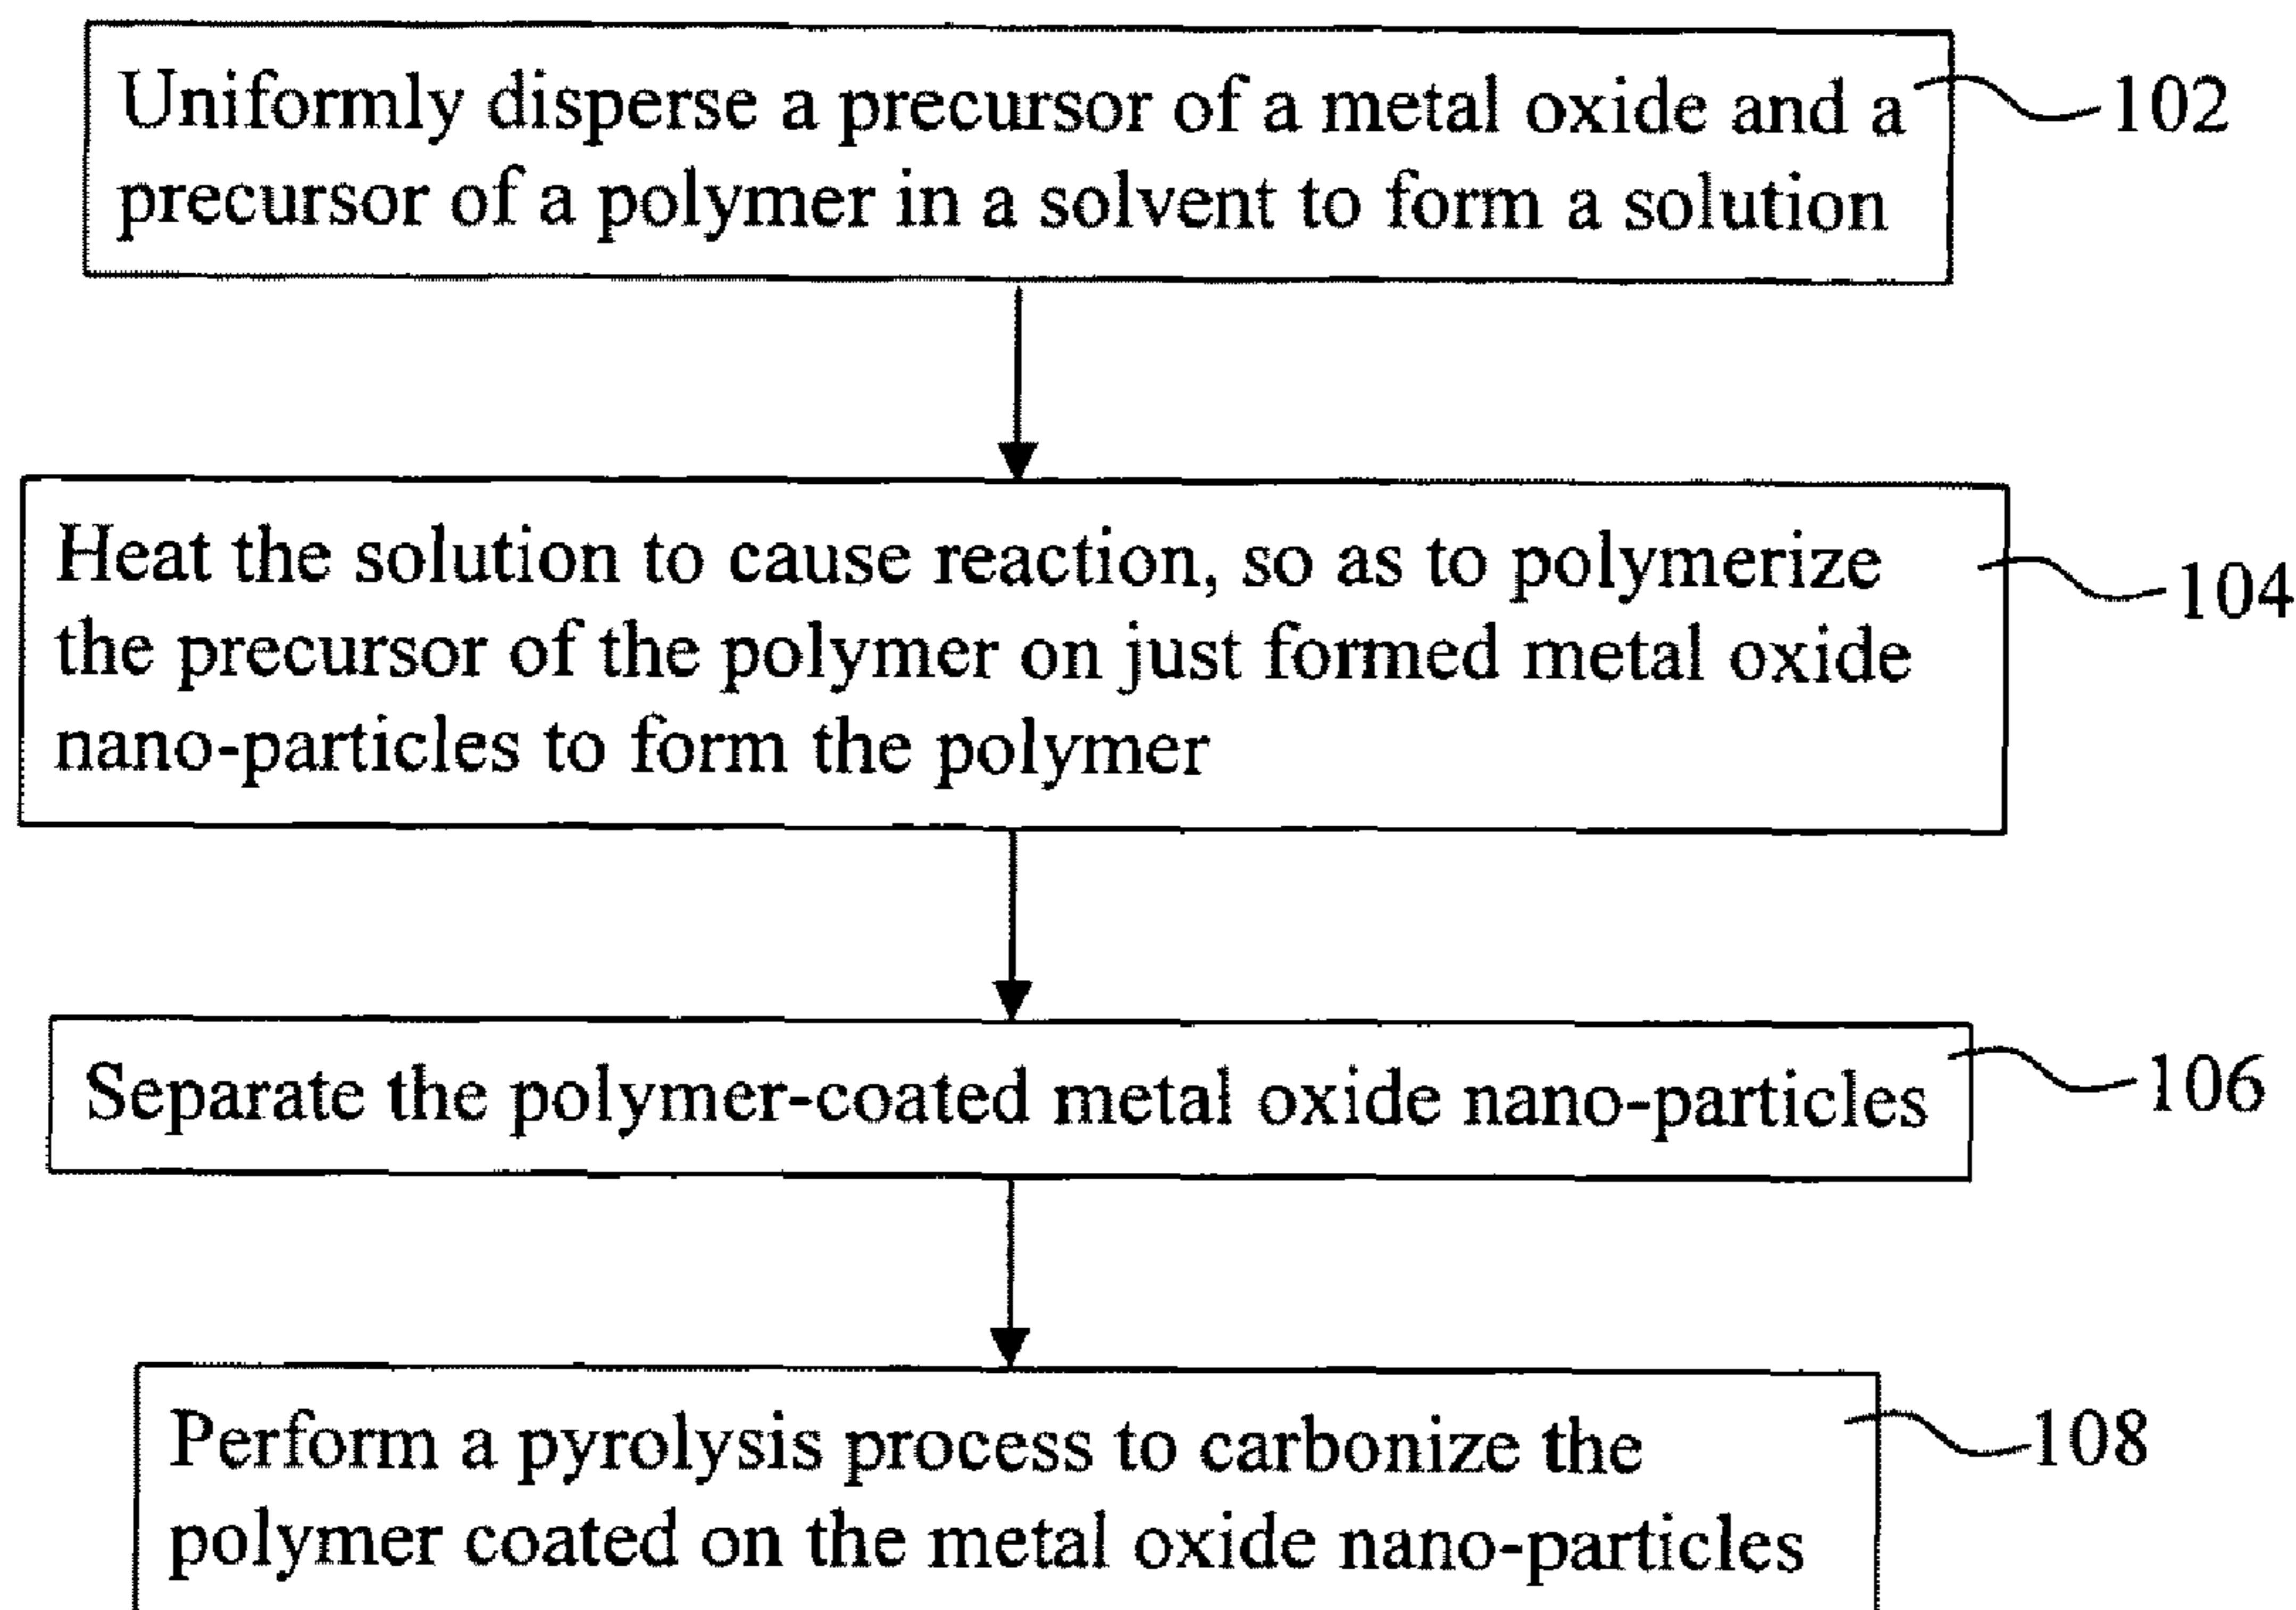 Uniformly disperse a precursor of a metal oxide and a
precursor of a polymer in a solvent to form a solution
102
Heat the solution to cause reaction, so as to polymerize
the precursor of the polymer on just formed metal oxide
nano-particles to form the polymer
104
Separate the polymer-coated metal oxide nano-particles
106
Perform a pyrolysis process to carbonize the
polymer coated on the metal oxide nano-particles
108